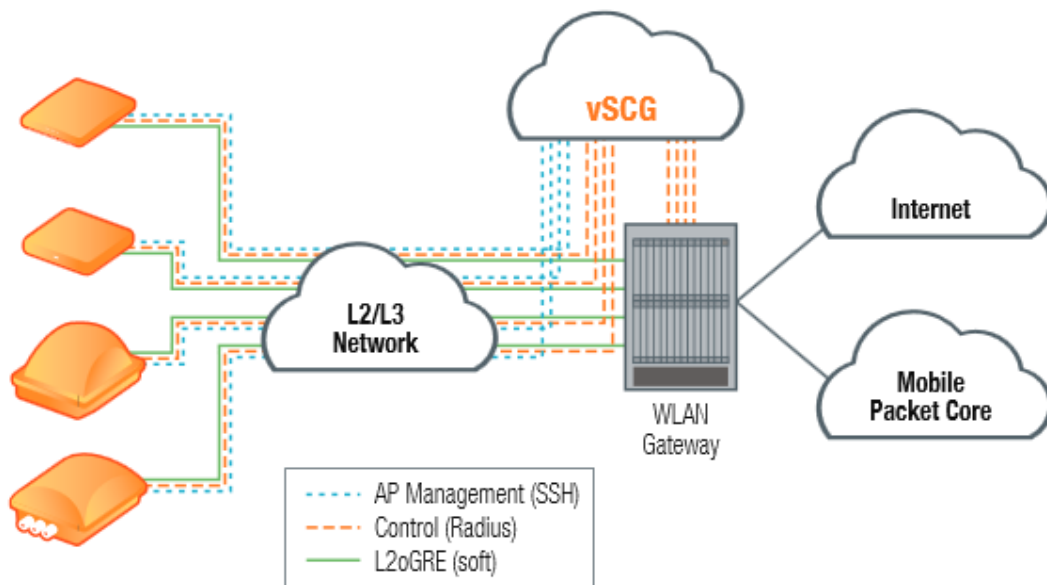 vSCG
Internet
L2/L3
Network
Mobile
Packet Core
WLAN
Gateway
AP Management (SSH)
Control (Radius)
L2oGRE (soft)